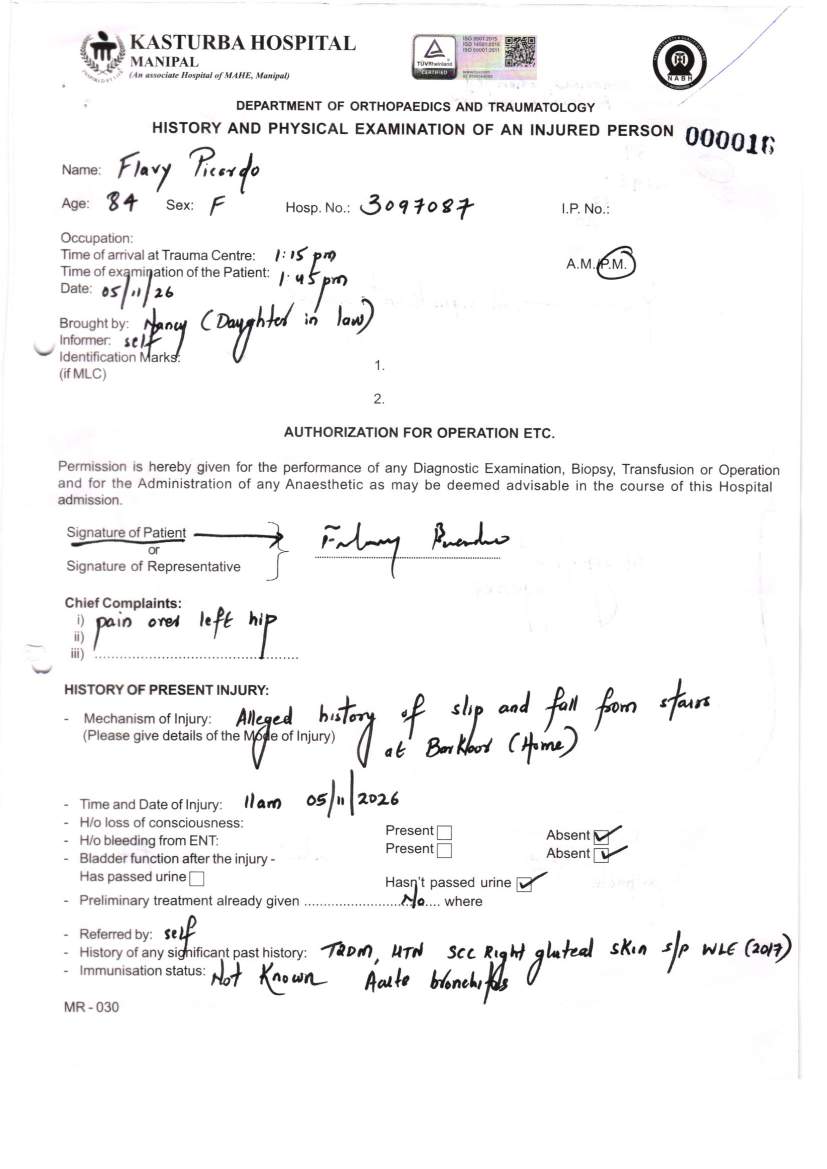 KASTURBA HOSPITAL
MANIPAL
(An associate Hospital of MAHE, Manipal)
TÜVRheinland
CERTIFIED
NABH
DEPARTMENT OF ORTHOPAEDICS AND TRAUMATOLOGY
HISTORY AND PHYSICAL EXAMINATION OF AN INJURED PERSON 000016
Name: Flavy Picardo
Age: 84 Sex: F Hosp. No.: 3097087 I.P. No.:
Occupation:
Time of arrival at Trauma Centre: 1:15 pm A.M./P.M.
Time of examination of the Patient: 1:45 pm
Date: 05/11/26
Brought by: Nancy (Daughter in law)
Informer: self
Identification Marks: 1.
(if MLC)
2.
AUTHORIZATION FOR OPERATION ETC.
Permission is hereby given for the performance of any Diagnostic Examination, Biopsy, Transfusion or Operation
and for the Administration of any Anaesthetic as may be deemed advisable in the course of this Hospital
admission.
Signature of Patient
or
Signature of Representative
Chief Complaints:
i) pain over left hip
ii)
iii)
HISTORY OF PRESENT INJURY:
- Mechanism of Injury: Alleged history of slip and fall from stairs
(Please give details of the Mode of Injury) at (Home)
- Time and Date of Injury: 11am 05/11/2026
- H/o loss of consciousness: Present Absent
- H/o bleeding from ENT: Present Absent
- Bladder function after the injury -
Has passed urine Hasn't passed urine
- Preliminary treatment already given ........................No.... where
- Referred by: self
- History of any significant past history: T2DM, HTN SCC Right gluteal skin s/p WLE (2017)
- Immunisation status: Not Known Acute bronchitis
MR - 030